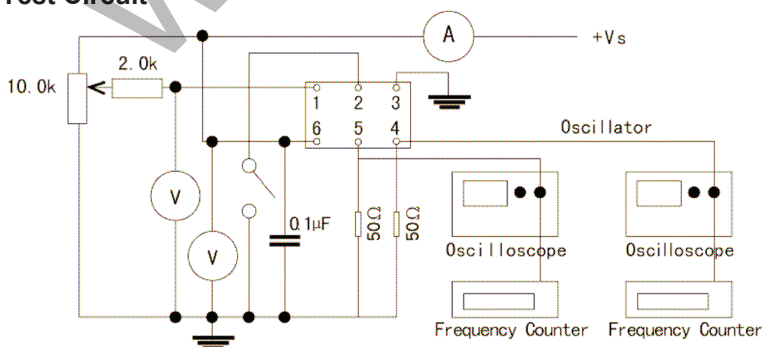 Test Circuit
A
+Vs
2.0k
10.0k
1 2 3
6 5 4
Oscillator
V
V
0.1μF
50Ω
50Ω
Oscilloscope
Oscilloscope
Frequency Counter
Frequency Counter